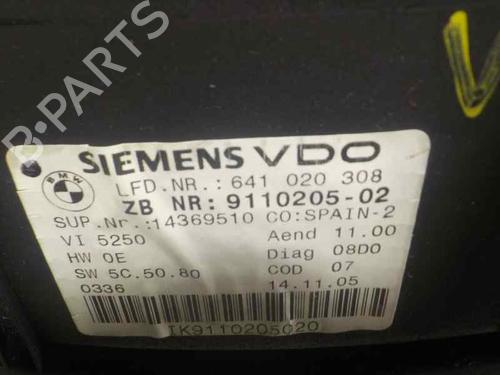 B-PARTS
V
BMW
SIEMENS VDO
LFD.NR.: 641 020 308
ZB NR: 9110205-02
SUP.Nr.:14369510 CO:SPAIN-2
VI 5250 Aend 11.00
HW 0E Diag 08D0
SW 5C.50.80 COD 07
0336 14.11.05
IK9110205020